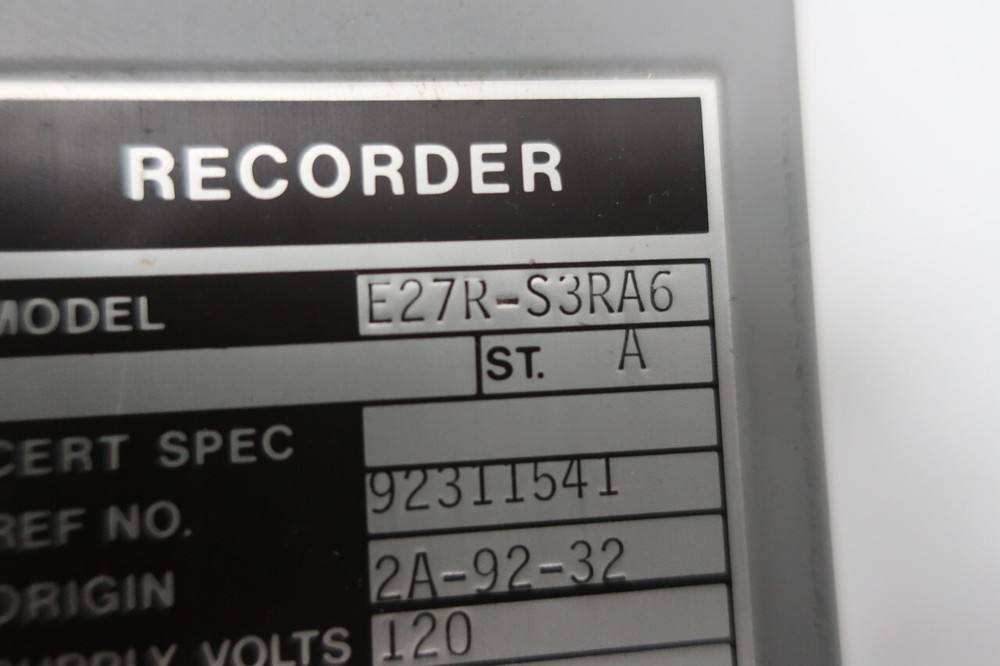 RECORDER
MODEL E27R-S3RA6
ST. A
CERT SPEC
REF NO. 92311541
ORIGIN 2A-92-32
SUPPLY VOLTS 120